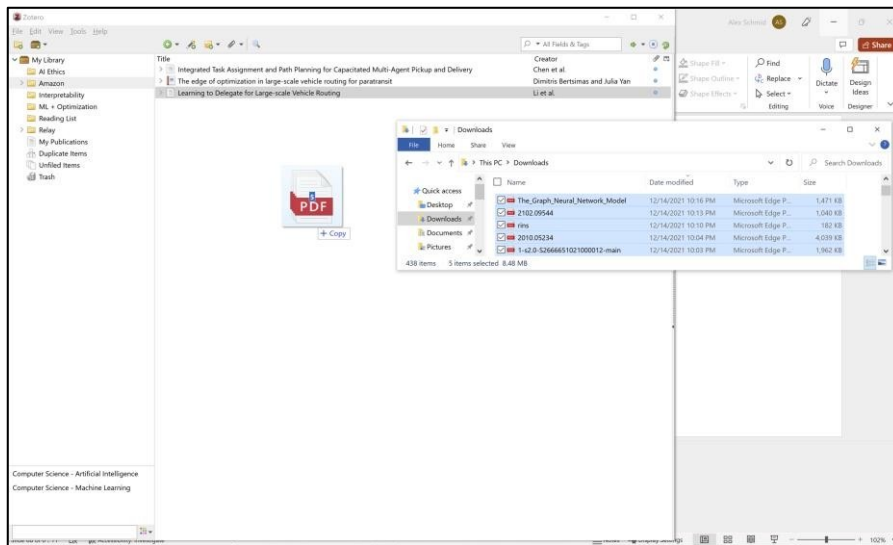 Zotero
File Edit View Tools Help
All Fields & Tags
My Library
AI Ethics
Amazon
Interpretability
ML + Optimization
Reading List
Relay
My Publications
Duplicate Items
Unfiled Items
Trash
Title Creator
Integrated Task Assignment and Path Planning for Capacitated Multi-Agent Pickup and Delivery Chen et al.
The edge of optimization in large-scale vehicle routing for paratransit Dimitri Bertsimas and Julia Yan
Learning to Delegate for Large-scale Vehicle Routing Li et al.
PDF
+ Copy
Computer Science - Artificial Intelligence
Computer Science - Machine Learning
Alex Schmid AS
Share
Shape Fill
Shape Outline
Shape Effects
Find
Replace
Select
Editing
Dictate
Voice
Design
Ideas
Designer
Downloads
File Home Share View
This PC > Downloads
Search Downloads
Quick access
Desktop
Downloads
Documents
Pictures
Name Date modified Type Size
The_Graph_Neural_Network_Model 12/14/2021 10:16 PM Microsoft Edge P... 1,471 KB
2102.09544 12/14/2021 10:13 PM Microsoft Edge P... 1,040 KB
rins 12/14/2021 10:10 PM Microsoft Edge P... 182 KB
2010.05234 12/14/2021 10:04 PM Microsoft Edge P... 4,039 KB
1-s2.0-S2666651021000012-main 12/14/2021 10:03 PM Microsoft Edge P... 1,962 KB
438 items 5 items selected 8.48 MB
102%